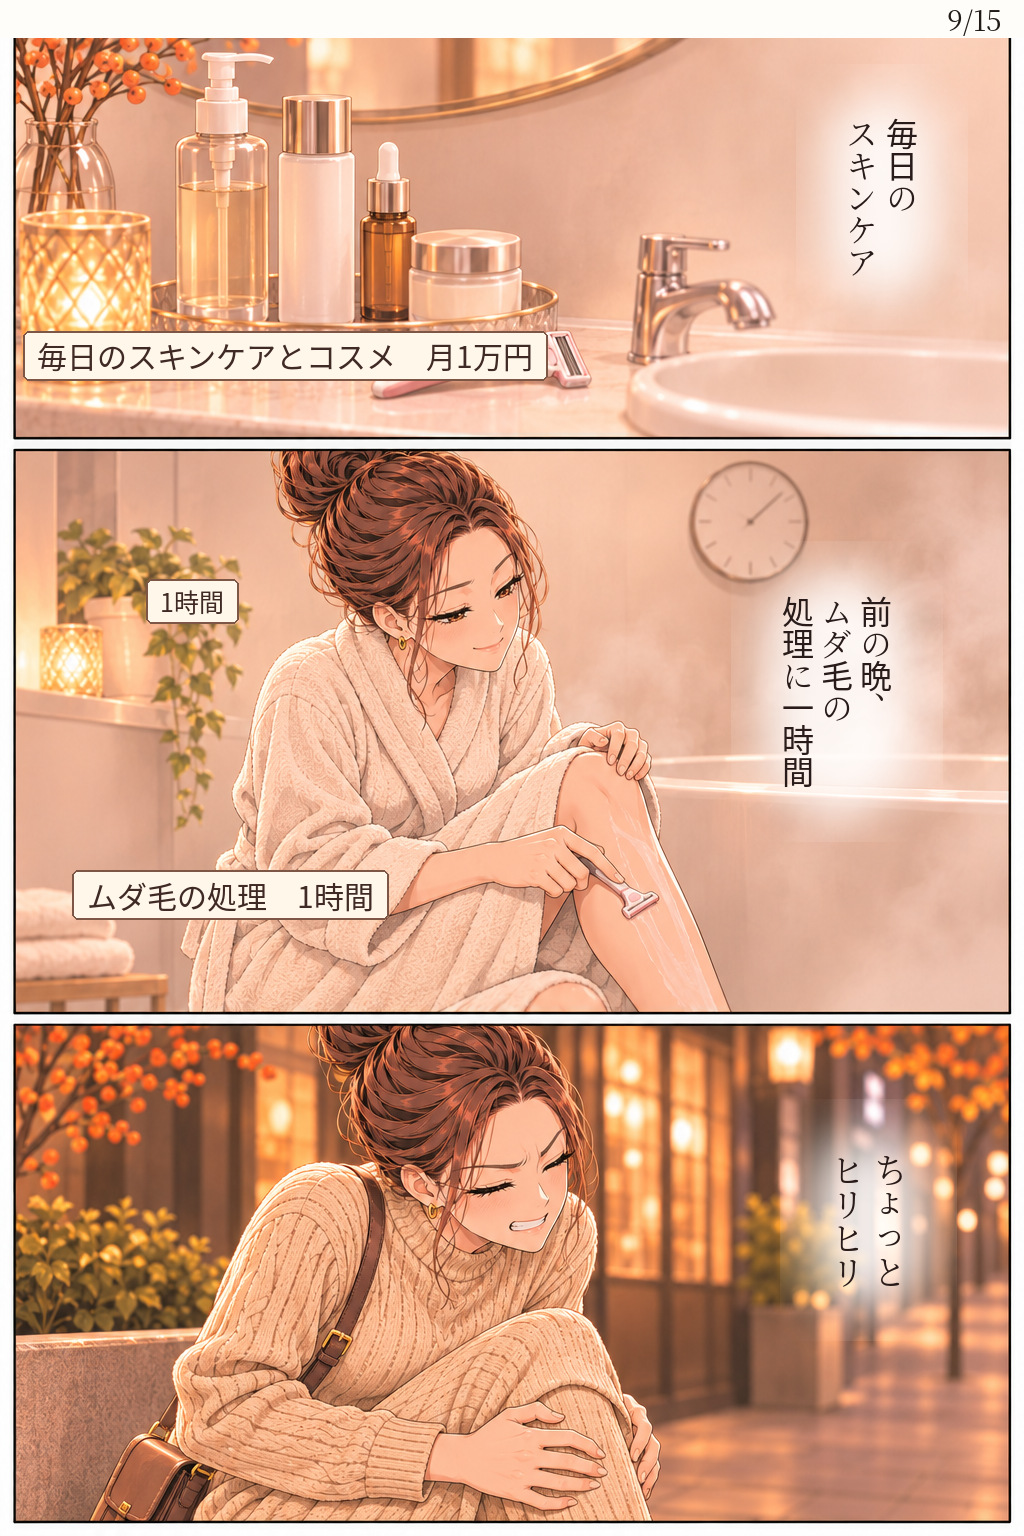 9/15
毎日の
スキンケア
毎日のスキンケアとコスメ　月1万円
前の晩、
ムダ毛の
処理に一時間
1時間
ムダ毛の処理　1時間
ちょっと
ヒリヒリ